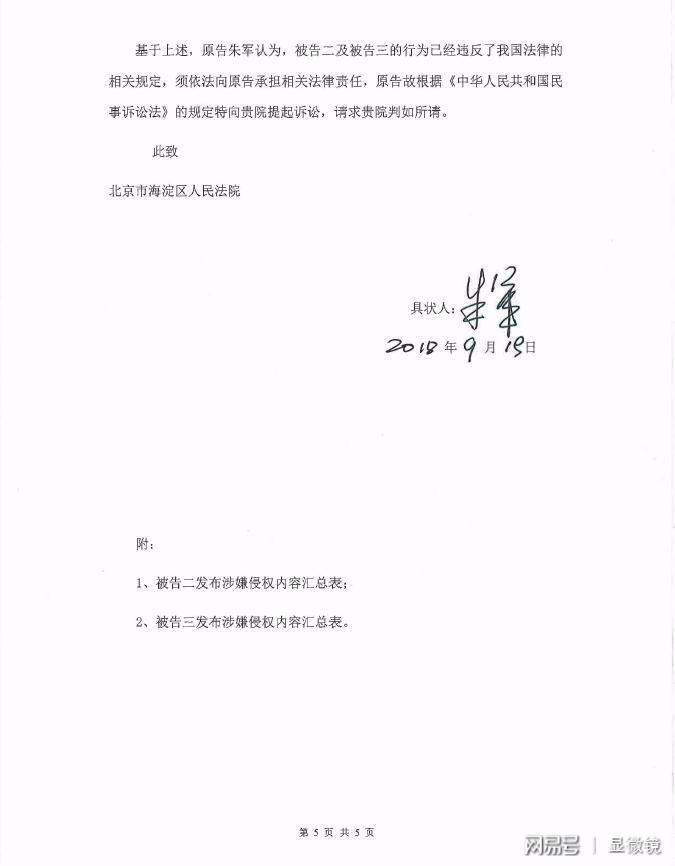 基于上述，原告朱军认为，被告二及被告三的行为已经违反了我国法律的
相关规定，须依法向原告承担相关法律责任，原告故根据《中华人民共和国民
事诉讼法》的规定特向贵院提起诉讼，请求贵院判如所请。
此致
北京市海淀区人民法院
具状人：朱军
2018年9月15日
附：
1、被告二发布涉嫌侵权内容汇总表；
2、被告三发布涉嫌侵权内容汇总表。
第 5 页 共 5 页
网易号 | 显微镜